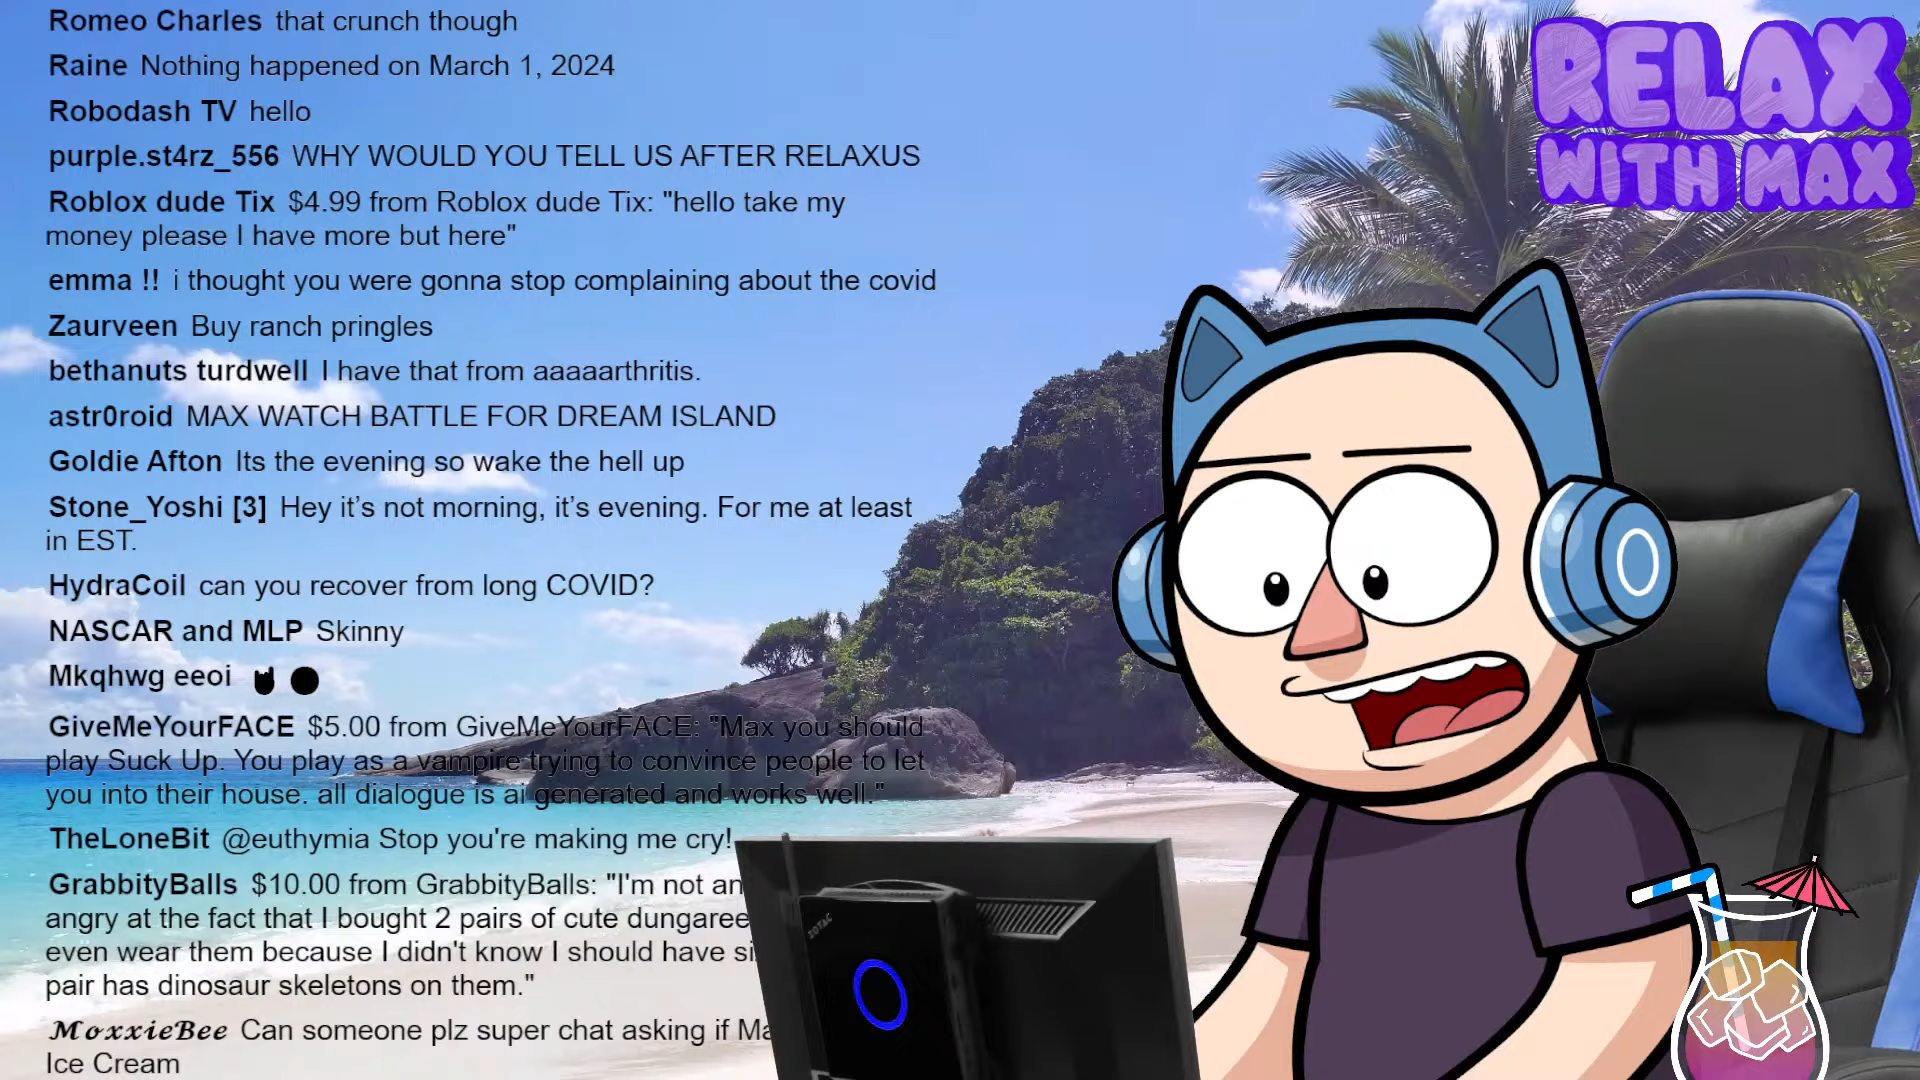 Romeo Charles that crunch though
Raine Nothing happened on March 1, 2024
Robodash TV hello
purple.st4rz_556 WHY WOULD YOU TELL US AFTER RELAXUS
Roblox dude Tix $4.99 from Roblox dude Tix: "hello take my
money please I have more but here"
emma !! i thought you were gonna stop complaining about the covid
Zaurveen Buy ranch pringles
bethanuts turdwell I have that from aaaaarthritis.
astr0roid MAX WATCH BATTLE FOR DREAM ISLAND
Goldie Afton Its the evening so wake the hell up
Stone_Yoshi [3] Hey it’s not morning, it’s evening. For me at least
in EST.
HydraCoil can you recover from long COVID?
NASCAR and MLP Skinny
Mkqhwg eeoi
GiveMeYourFACE $5.00 from GiveMeYourFACE: "Max you should
play Suck Up. You play as a vampire trying to convince people to let
you into their house. all dialogue is ai generated and works well."
TheLoneBit @euthymia Stop you're making me cry!
GrabbityBalls $10.00 from GrabbityBalls: "I'm not an
angry at the fact that I bought 2 pairs of cute dungaree
even wear them because I didn't know I should have si
pair has dinosaur skeletons on them."
𝑴𝒐𝒙𝒙𝒊𝒆𝑩𝒆𝒆 Can someone plz super chat asking if Ma
Ice Cream
RELAX
WITH MAX
ZOTAC